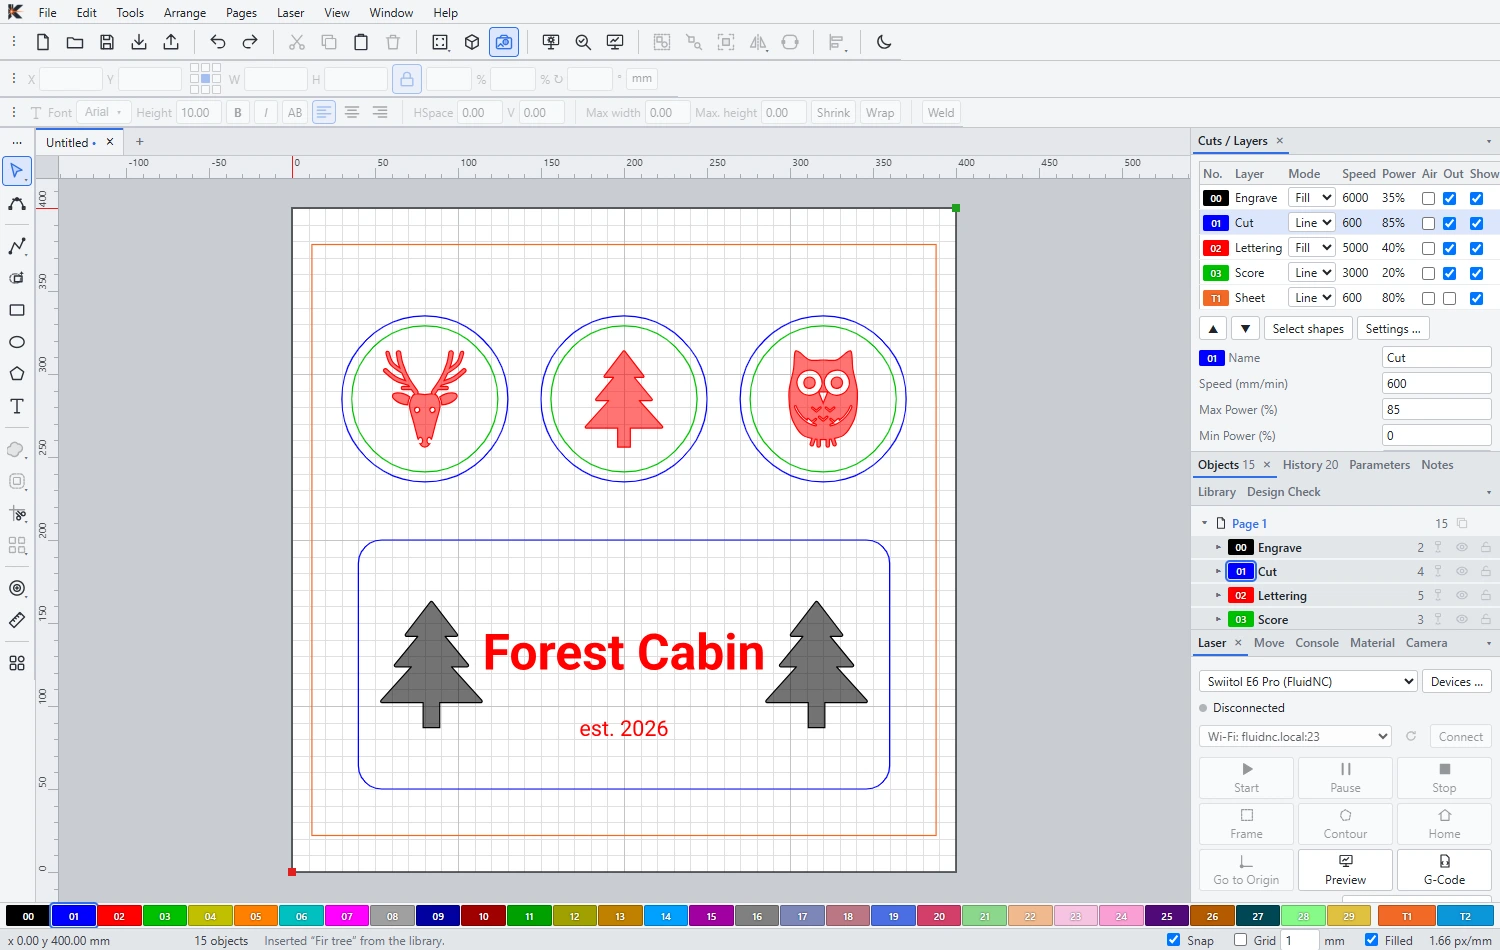 File Edit Tools Arrange Pages Laser View Window Help
X Y W H % % ° mm
Font Arial Height 10.00 B I AB HSpace 0.00 V 0.00 Max width 0.00 Max. height 0.00 Shrink Wrap Weld
Untitled •
-100 -50 0 50 100 150 200 250 300 350 400 450 500
400
350
300
250
200
150
100
50
0
Forest Cabin
est. 2026
Cuts / Layers
No. Layer Mode Speed Power Air Out Show
00 Engrave Fill 6000 35%
01 Cut Line 600 85%
02 Lettering Fill 5000 40%
03 Score Line 3000 20%
T1 Sheet Line 600 80%
Select shapes Settings ...
01 Name Cut
Speed (mm/min) 600
Max Power (%) 85
Min Power (%) 0
Objects 15 History 20 Parameters Notes
Library Design Check
Page 1 15
00 Engrave 2
01 Cut 4
02 Lettering 5
03 Score 3
Laser Move Console Material Camera
Swiitol E6 Pro (FluidNC) Devices ...
Disconnected
Wi-Fi: fluidnc.local:23 Connect
Start Pause Stop
Frame Contour Home
Go to Origin Preview G-Code
00 01 02 03 04 05 06 07 08 09 10 11 12 13 14 15 16 17 18 19 20 21 22 23 24 25 26 27 28 29 T1 T2
x 0.00 y 400.00 mm 15 objects Inserted “Fir tree” from the library. Snap Grid 1 mm Filled 1.66 px/mm